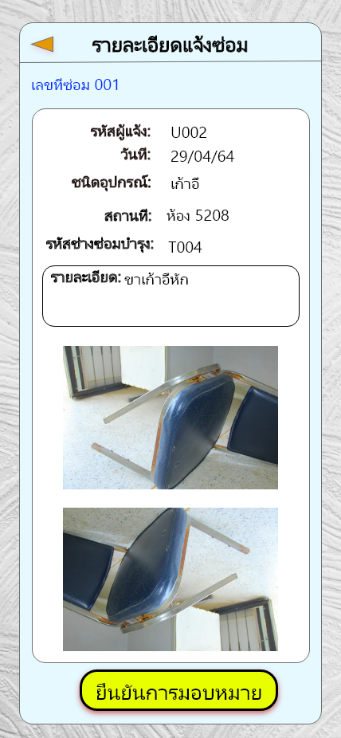 รายละเอียดแจ้งซ่อม
เลขที่ซ่อม 001
รหัสผู้แจ้ง: U002
วันที่: 29/04/64
ชนิดอุปกรณ์: เก้าอี้
สถานที่: ห้อง 5208
รหัสช่างซ่อมบำรุง: T004
รายละเอียด: ขาเก้าอี้หัก
ยืนยันการมอบหมาย